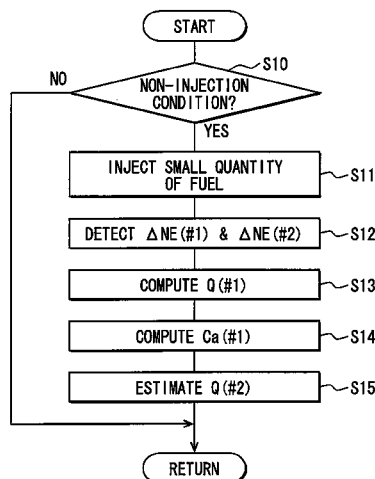 START
S10
NO
NON-INJECTION
CONDITION?
YES
INJECT SMALL QUANTITY
OF FUEL
S11
DETECT ΔNE(#1) & ΔNE(#2)
S12
COMPUTE Q(#1)
S13
COMPUTE Ca(#1)
S14
ESTIMATE Q(#2)
S15
RETURN